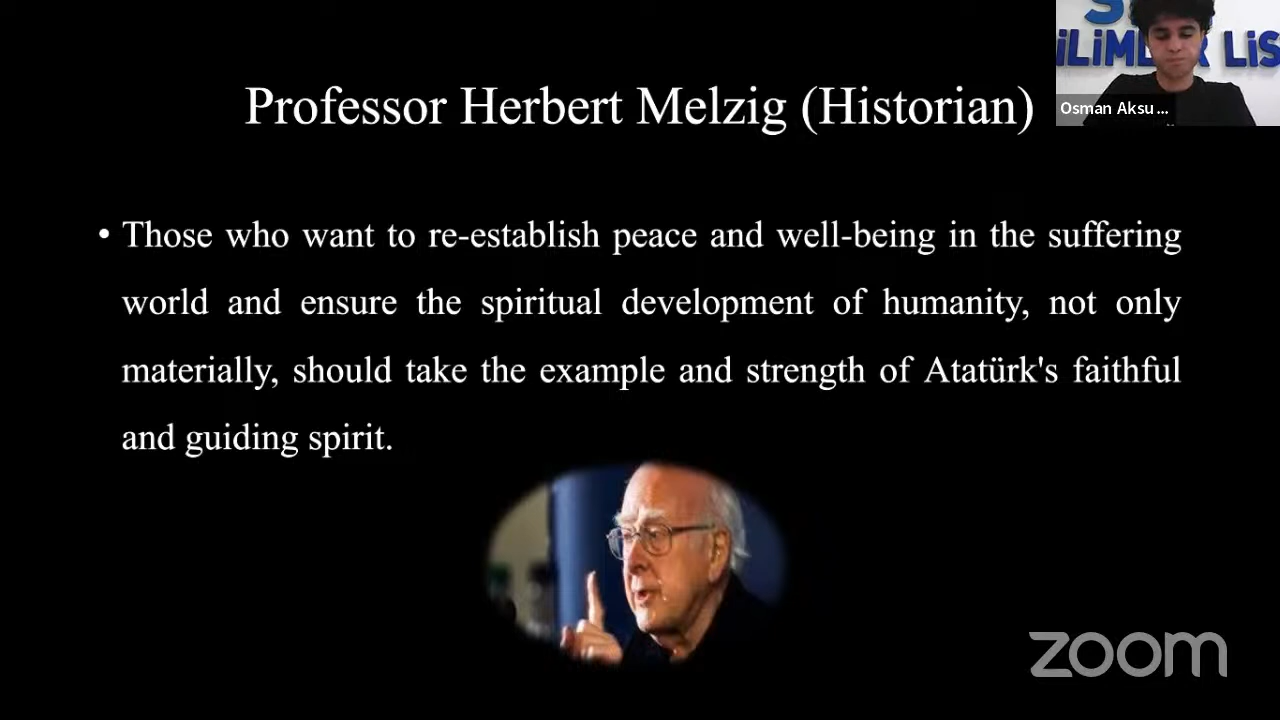 Professor Herbert Melzig (Historian)
• Those who want to re-establish peace and well-being in the suffering
world and ensure the spiritual development of humanity, not only
materially, should take the example and strength of Atatürk's faithful
and guiding spirit.
Osman Aksu ...
zoom